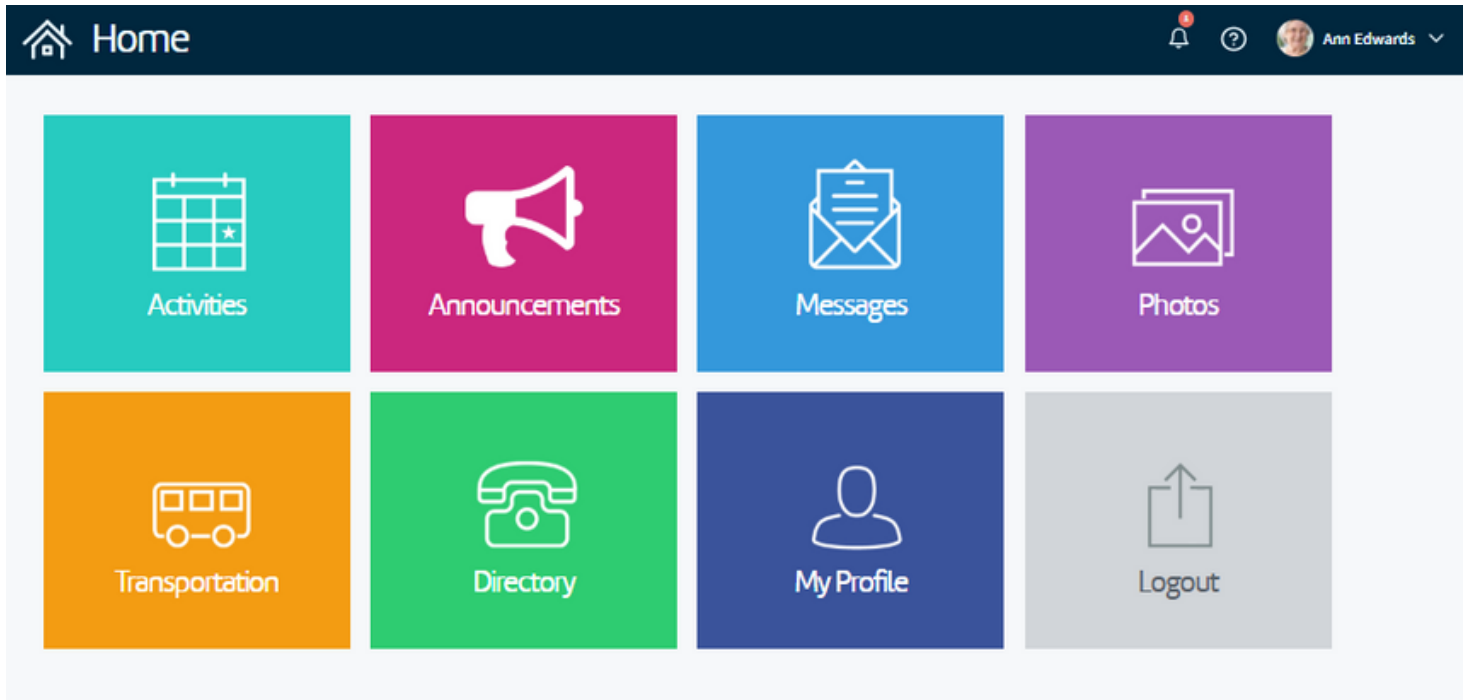 Home
Ann Edwards
Activities
Announcements
Messages
Photos
Transportation
Directory
My Profile
Logout